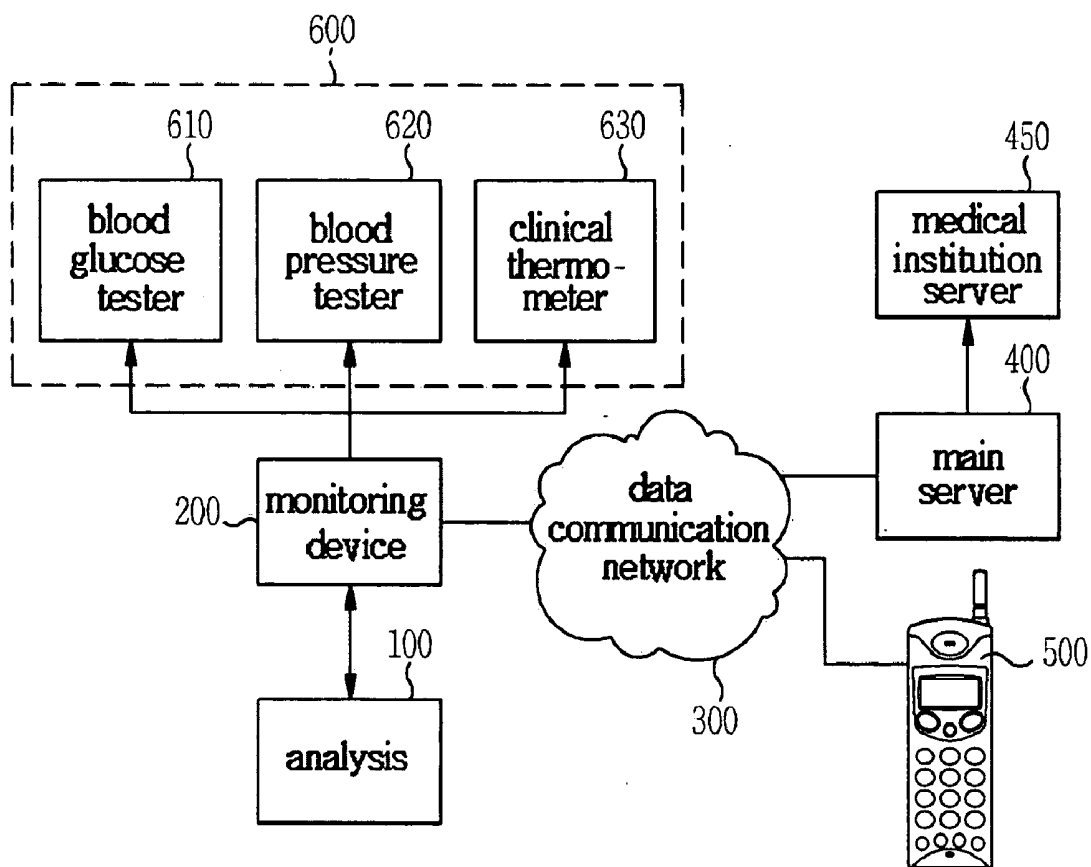 600
610
620
630
blood
glucose
tester
blood
pressure
tester
clinical
thermo-
meter
450
medical
institution
server
400
main
server
200
monitoring
device
data
communication
network
300
100
analysis
500